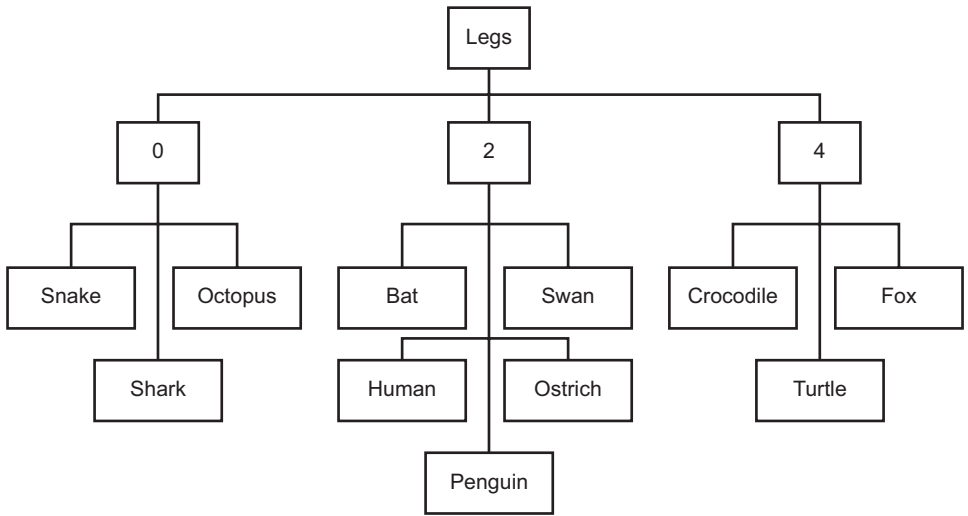 Legs
0
2
4
Snake
Octopus
Bat
Swan
Crocodile
Fox
Shark
Human
Ostrich
Turtle
Penguin